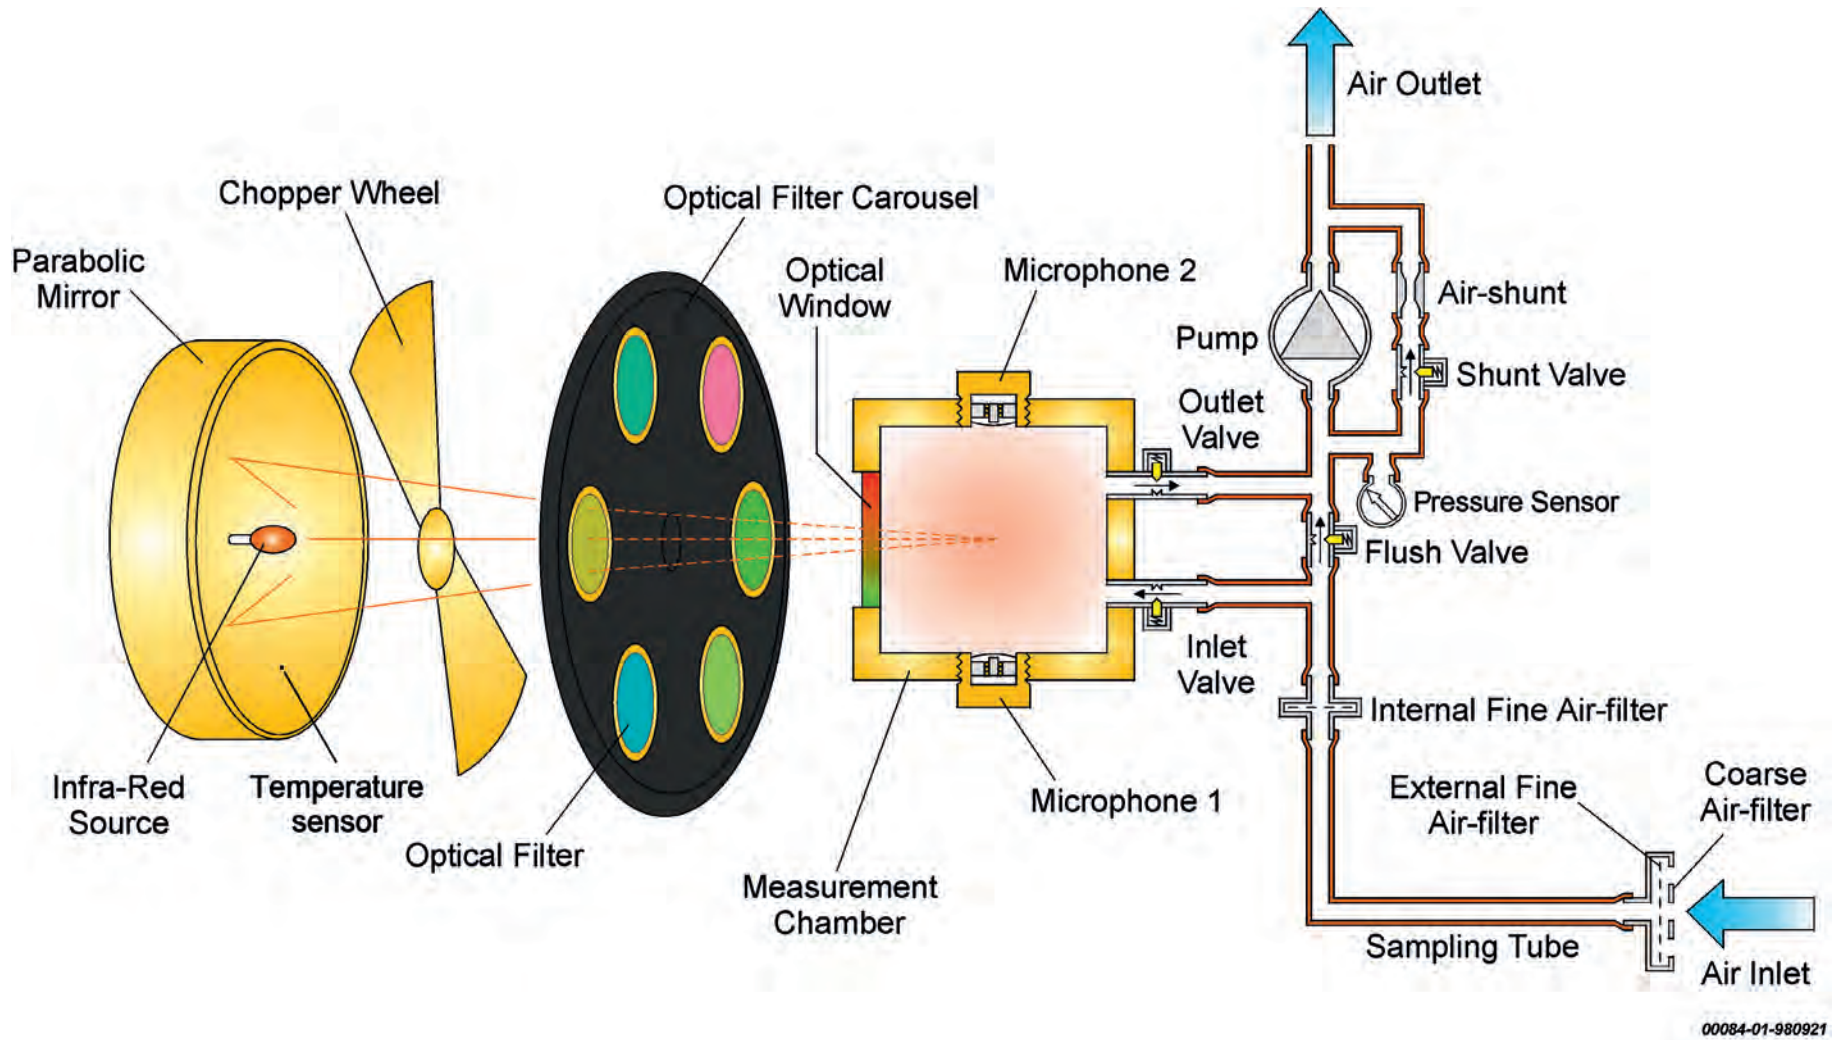 Air Outlet
Chopper Wheel
Optical Filter Carousel
Parabolic
Mirror
Optical
Window
Microphone 2
Air-shunt
Pump
Shunt Valve
Outlet
Valve
Pressure Sensor
Flush Valve
Inlet
Valve
Internal Fine Air-filter
Infra-Red
Source
Temperature
sensor
Optical Filter
Microphone 1
External Fine
Air-filter
Coarse
Air-filter
Measurement
Chamber
Sampling Tube
Air Inlet
00084-01-980921